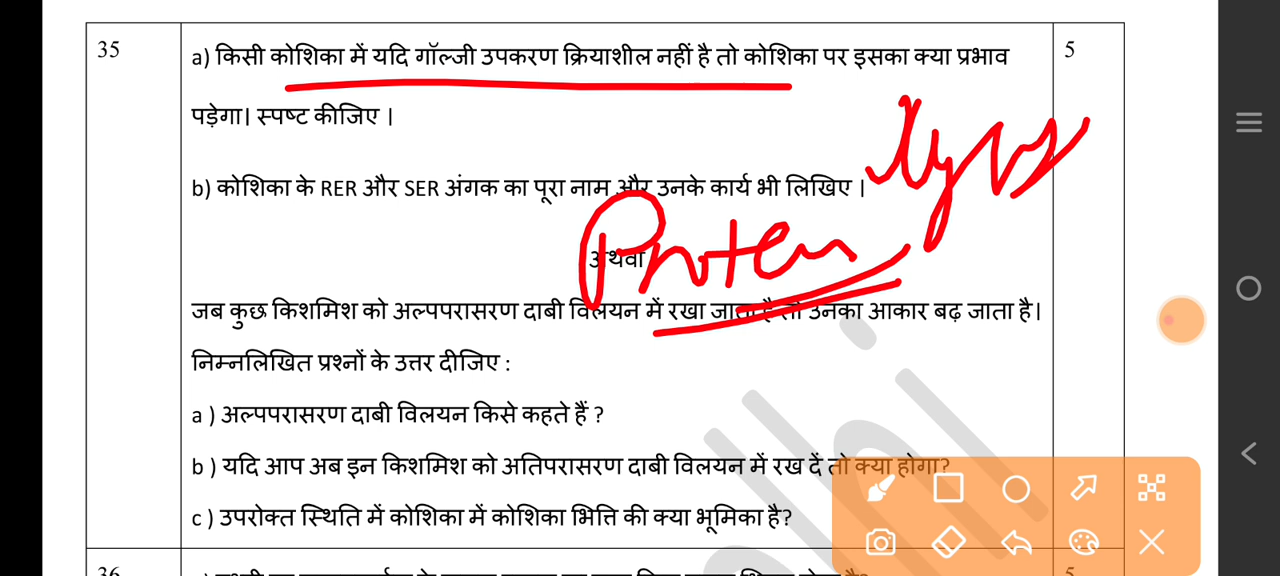 35
a) किसी कोशिका में यदि गॉल्जी उपकरण क्रियाशील नहीं है तो कोशिका पर इसका क्या प्रभाव
5
पड़ेगा। स्पष्ट कीजिए ।
b) कोशिका के RER और SER अंगक का पूरा नाम और उनके कार्य भी लिखिए ।
अथवा
जब कुछ किशमिश को अल्पपरासरण दाबी विलयन में रखा जाता है तो उनका आकार बढ़ जाता है।
निम्नलिखित प्रश्नों के उत्तर दीजिए :
a ) अल्पपरासरण दाबी विलयन किसे कहते हैं ?
b ) यदि आप अब इन किशमिश को अतिपरासरण दाबी विलयन में रख दें तो क्या होगा?
c ) उपरोक्त स्थिति में कोशिका में कोशिका भित्ति की क्या भूमिका है?
36
5